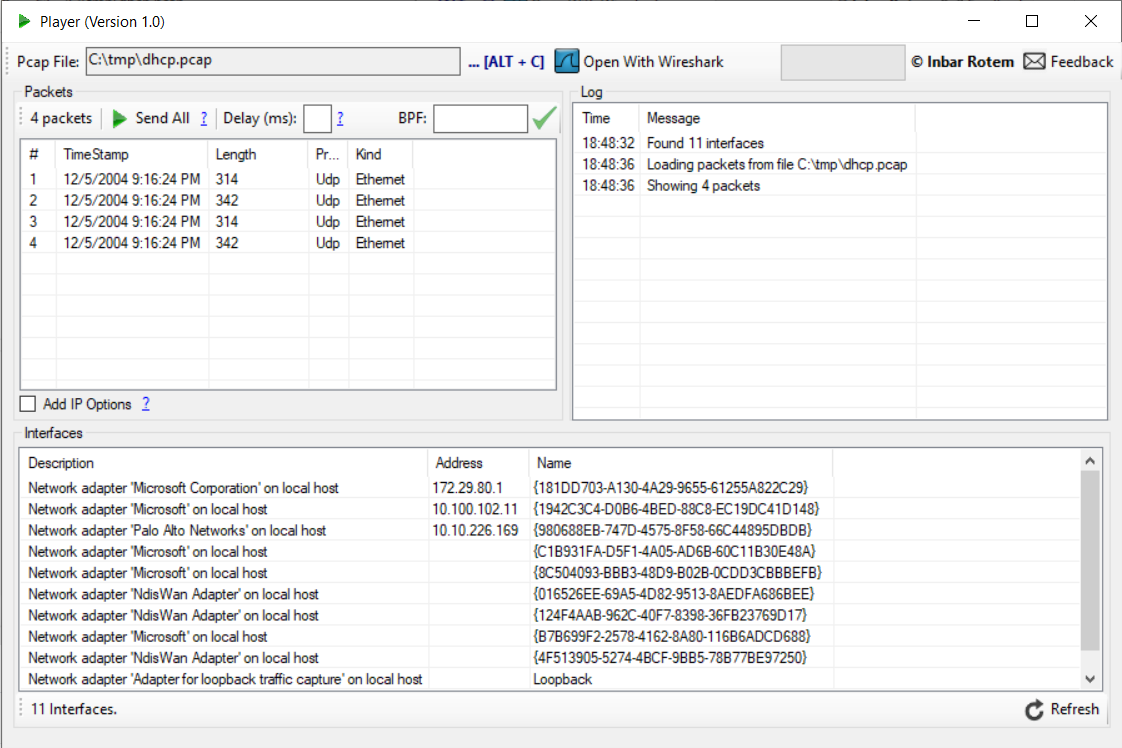 Player (Version 1.0)
Pcap File: C:\tmp\dhcp.pcap ... [ALT + C] Open With Wireshark © Inbar Rotem Feedback
Packets
4 packets Send All ? Delay (ms): ? BPF:
# TimeStamp Length Pr... Kind
1 12/5/2004 9:16:24 PM 314 Udp Ethernet
2 12/5/2004 9:16:24 PM 342 Udp Ethernet
3 12/5/2004 9:16:24 PM 314 Udp Ethernet
4 12/5/2004 9:16:24 PM 342 Udp Ethernet
Add IP Options ?
Log
Time Message
18:48:32 Found 11 interfaces
18:48:36 Loading packets from file C:\tmp\dhcp.pcap
18:48:36 Showing 4 packets
Interfaces
Description Address Name
Network adapter 'Microsoft Corporation' on local host 172.29.80.1 {181DD703-A130-4A29-9655-61255A822C29}
Network adapter 'Microsoft' on local host 10.100.102.11 {1942C3C4-D0B6-4BED-88C8-EC19DC41D148}
Network adapter 'Palo Alto Networks' on local host 10.10.226.169 {980688EB-747D-4575-8F58-66C44895DBDB}
Network adapter 'Microsoft' on local host {C1B931FA-D5F1-4A05-AD6B-60C11B30E48A}
Network adapter 'Microsoft' on local host {8C504093-BBB3-48D9-B02B-0CDD3CBBBEFB}
Network adapter 'NdisWan Adapter' on local host {016526EE-69A5-4D82-9513-8AEDFA686BEE}
Network adapter 'NdisWan Adapter' on local host {124F4AAB-962C-40F7-8398-36FB23769D17}
Network adapter 'Microsoft' on local host {B7B699F2-2578-4162-8A80-116B6ADCD688}
Network adapter 'NdisWan Adapter' on local host {4F513905-5274-4BCF-9BB5-78B77BE97250}
Network adapter 'Adapter for loopback traffic capture' on local host Loopback
11 Interfaces. Refresh